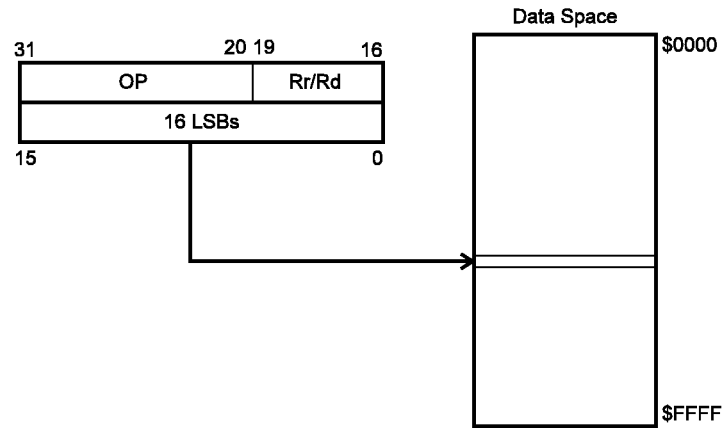 Data Space
31 20 19 16
$0000
OP Rr/Rd
16 LSBs
15 0
$FFFF